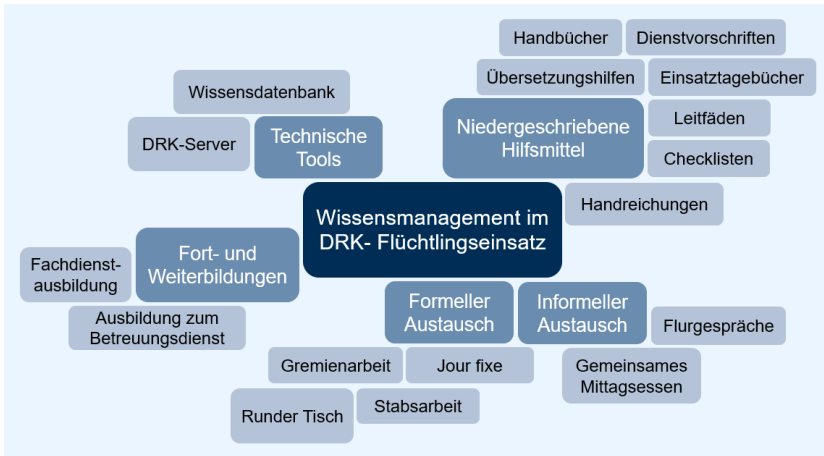 Handbücher
Dienstvorschriften
Übersetzungshilfen
Einsatztagebücher
Wissensdatenbank
Leitfäden
Niedergeschriebene
Hilfsmittel
Technische
Tools
DRK-Server
Checklisten
Handreichungen
Wissensmanagement im
DRK- Flüchtlingseinsatz
Fort- und
Weiterbildungen
Fachdienst-
ausbildung
Ausbildung zum
Betreuungsdienst
Formeller
Austausch
Informeller
Austausch
Flurgespräche
Gremienarbeit
Jour fixe
Gemeinsames
Mittagsessen
Runder Tisch
Stabsarbeit